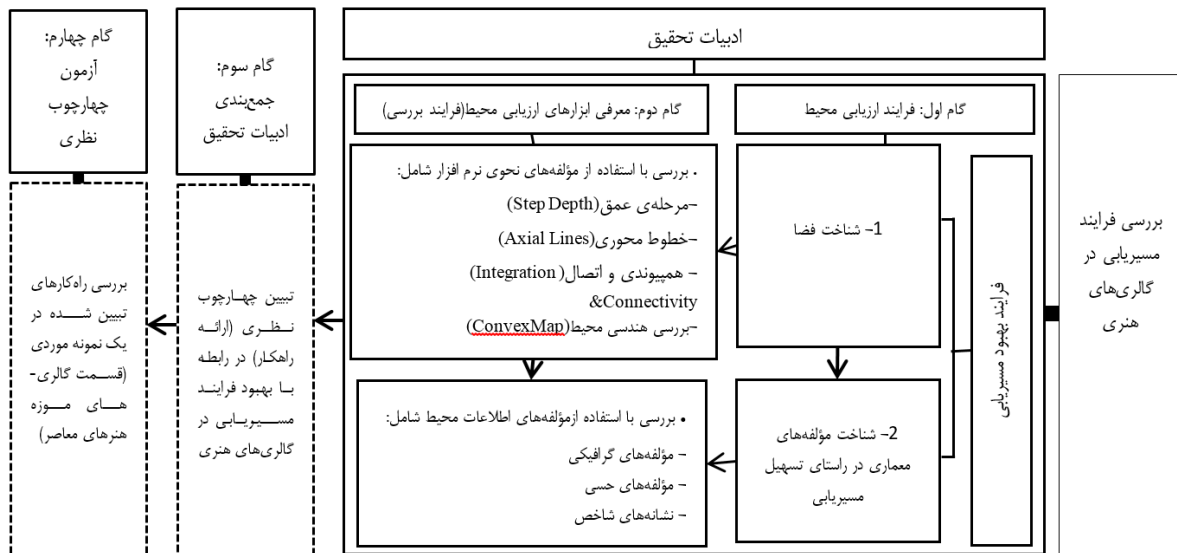 ادبیات تحقیق
بررسی فرایند
مسیریابی در
گالری‌های
هنری
فرایند بهبود مسیریابی
گام اول: فرایند ارزیابی محیط
1- شناخت فضا
2- شناخت مؤلفه‌های
معماری در راستای تسهیل
مسیریابی
گام دوم: معرفی ابزارهای ارزیابی محیط(فرایند بررسی)
. بررسی با استفاده از مؤلفه‌های نحوی نرم افزار شامل:
-مرحله‌ی عمق(Step Depth)
-خطوط محوری(Axial Lines)
- همپیوندی و اتصال( Integration)
&Connectivity
-بررسی هندسی محیط(ConvexMap)
• بررسی با استفاده ازمؤلفه‌های اطلاعات محیط شامل:
- مؤلفه‌های گرافیکی
- مؤلفه‌های حسی
- نشانه‌های شاخص
گام سوم:
جمع‌بندی
ادبیات تحقیق
تبیین چهارچوب
نظری (ارائه
راهکار) در رابطه
با بهبود فرایند
مسیریابی در
گالری‌های هنری
گام چهارم:
آزمون
چهارچوب
نظری
بررسی راه‌کارهای
تبیین شده در
یک نمونه موردی
(قسمت گالری-
های موزه
هنرهای معاصر)